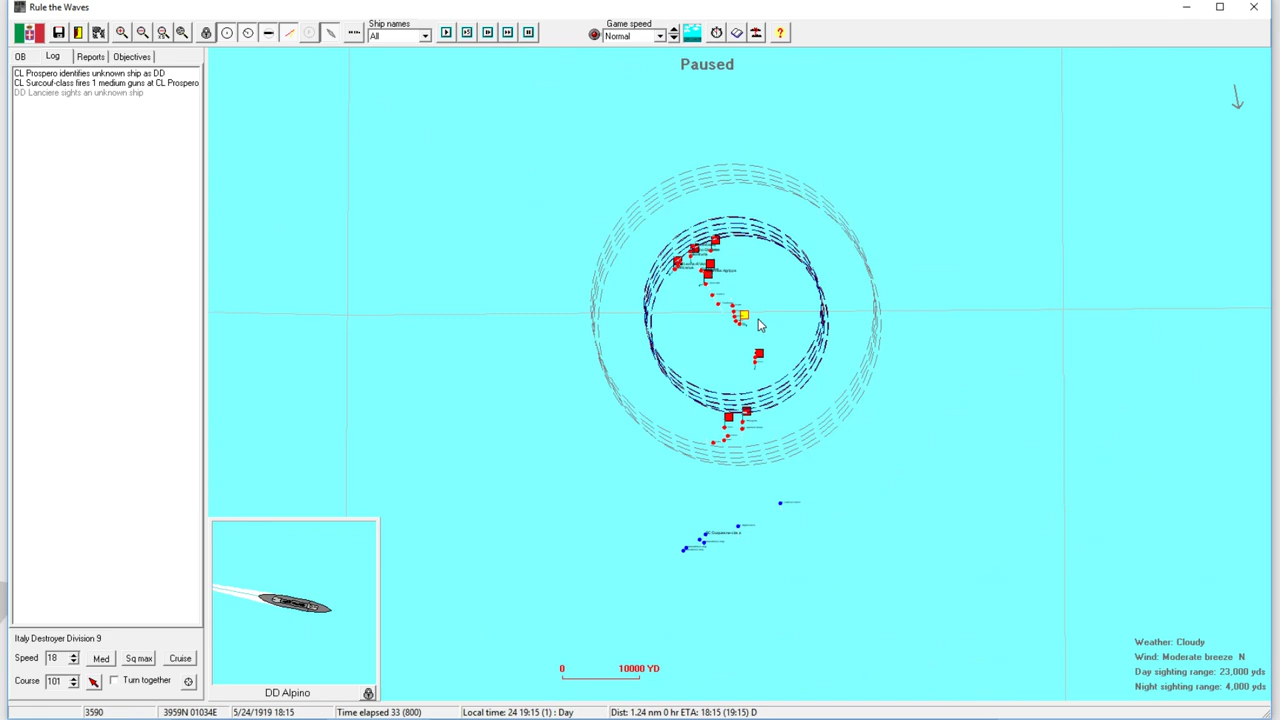 Rule the Waves
Ship names
All
Game speed
Normal
OB
Log
Reports
Objectives
CL Prospero identifies unknown ship as DD
CL Surcouf-class fires 1 medium guns at CL Prospero
DD Lanciere sights an unknown ship
Paused
0
10000 YD
Weather: Cloudy
Wind: Moderate breeze N
Day sighting range: 23,000 yds
Night sighting range: 4,000 yds
Italy Destroyer Division 9
Speed
18
Med
Sq max
Cruise
Course
101
Turn together
DD Alpino
3590
3959N 01034E
5/24/1919 18:15
Time elapsed 33 (800)
Local time: 24 19:15 (1) : Day
Dist: 1.24 nm 0 hr ETA: 18:15 (19:15) D